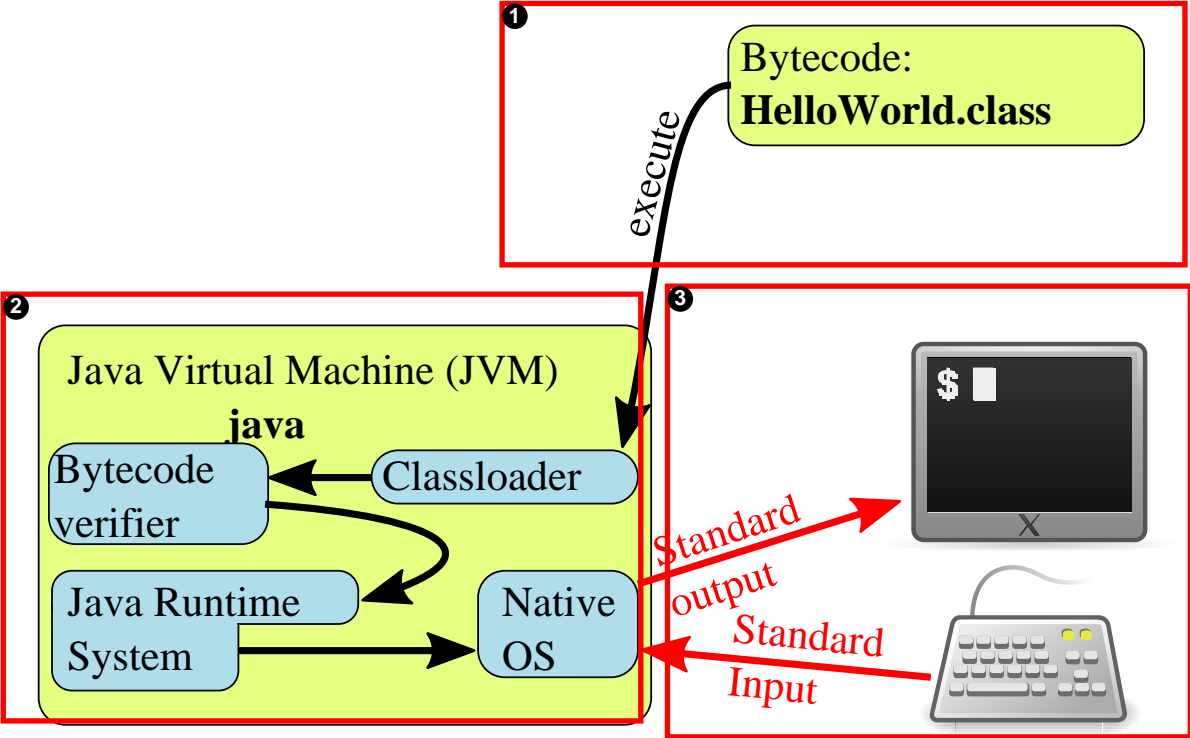 1
Bytecode:
HelloWorld.class
execute
2
Java Virtual Machine (JVM)
java
Bytecode
verifier
Classloader
Java Runtime
System
Native
OS
3
$
X
Standard
output
Standard
Input